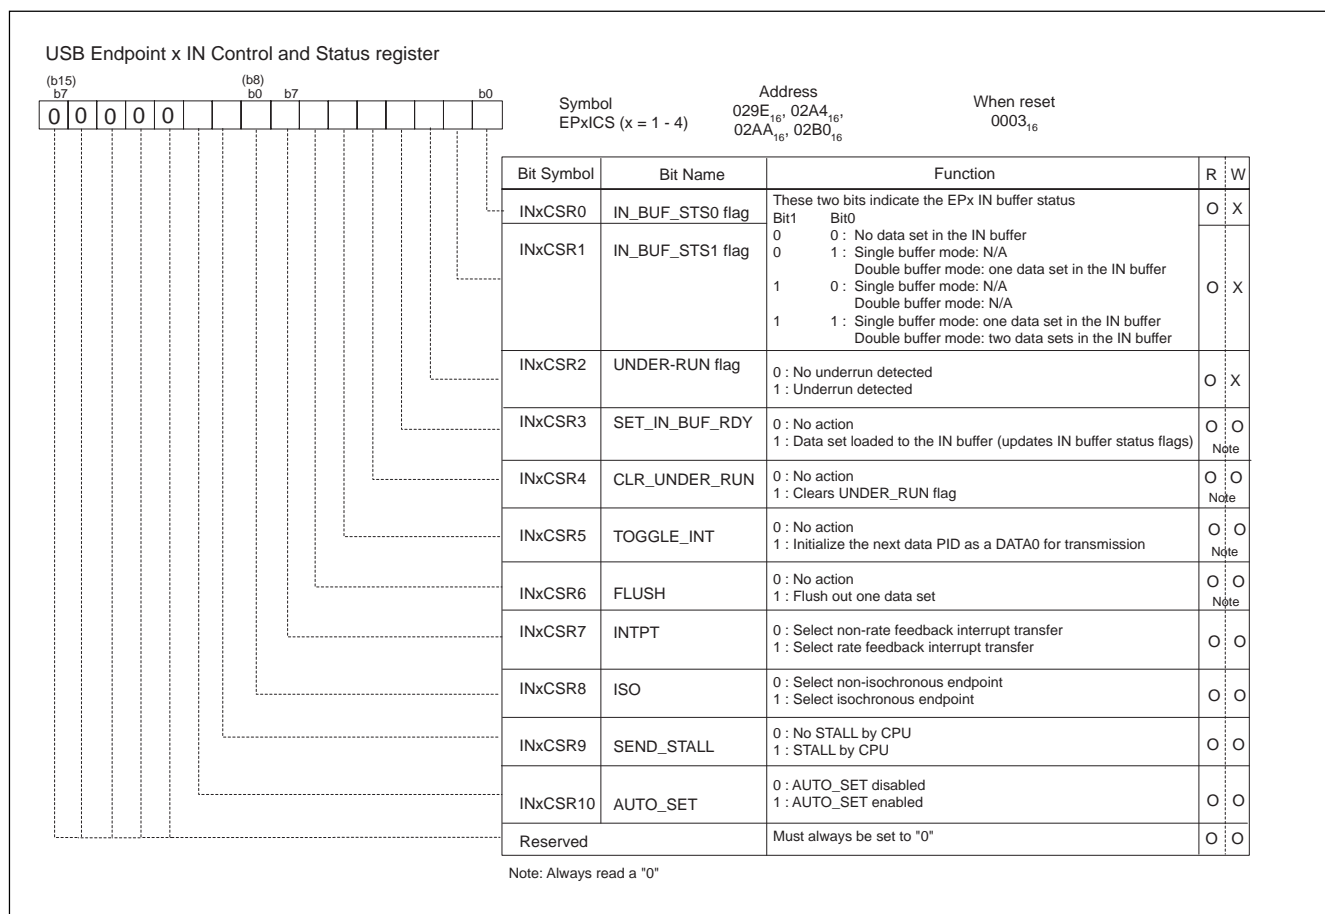 USB Endpoint x IN Control and Status register
(b15) (b8)
b7 b0 b7 b0
0 0 0 0 0
Symbol Address When reset
EPxICS (x = 1 - 4) 029E16, 02A416, 000316
02AA16, 02B016
Bit Symbol Bit Name Function R W
INxCSR0 IN_BUF_STS0 flag These two bits indicate the EPx IN buffer status O X
Bit1 Bit0
0 0 : No data set in the IN buffer
INxCSR1 IN_BUF_STS1 flag 0 1 : Single buffer mode: N/A
Double buffer mode: one data set in the IN buffer
1 0 : Single buffer mode: N/A O X
Double buffer mode: N/A
1 1 : Single buffer mode: one data set in the IN buffer
Double buffer mode: two data sets in the IN buffer
INxCSR2 UNDER-RUN flag 0 : No underrun detected O X
1 : Underrun detected
INxCSR3 SET_IN_BUF_RDY 0 : No action O O
1 : Data set loaded to the IN buffer (updates IN buffer status flags) Note
INxCSR4 CLR_UNDER_RUN 0 : No action O O
1 : Clears UNDER_RUN flag Note
INxCSR5 TOGGLE_INT 0 : No action O O
1 : Initialize the next data PID as a DATA0 for transmission Note
INxCSR6 FLUSH 0 : No action O O
1 : Flush out one data set Note
INxCSR7 INTPT 0 : Select non-rate feedback interrupt transfer O O
1 : Select rate feedback interrupt transfer
INxCSR8 ISO 0 : Select non-isochronous endpoint O O
1 : Select isochronous endpoint
INxCSR9 SEND_STALL 0 : No STALL by CPU O O
1 : STALL by CPU
INxCSR10 AUTO_SET 0 : AUTO_SET disabled O O
1 : AUTO_SET enabled
Reserved Must always be set to "0" O O
Note: Always read a "0"